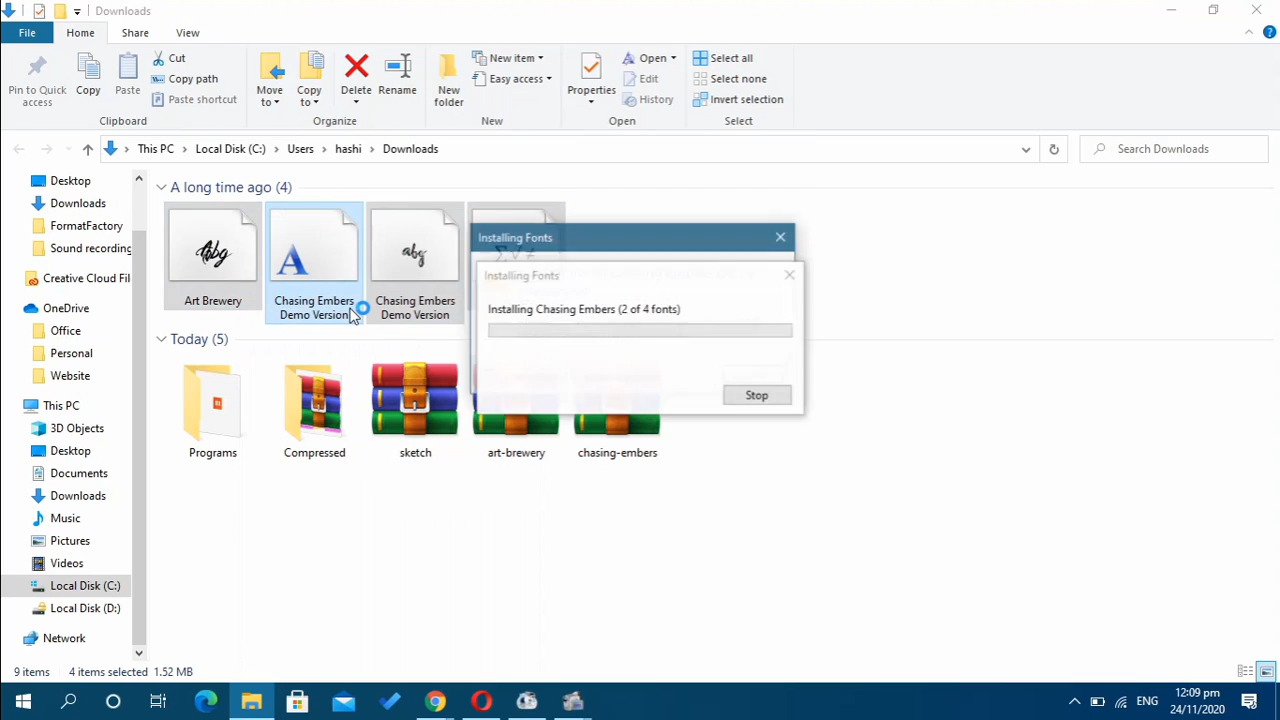 Downloads
File
Home
Share
View
Pin to Quick access
Copy
Paste
Cut
Copy path
Paste shortcut
Clipboard
Move to
Copy to
Delete
Rename
Organize
New folder
New item
Easy access
New
Properties
Open
Edit
History
Open
Select all
Select none
Invert selection
Select
This PC
Local Disk (C:)
Users
hashi
Downloads
Search Downloads
Desktop
Downloads
FormatFactory
Sound recording
Creative Cloud Fil
OneDrive
Office
Personal
Website
This PC
3D Objects
Desktop
Documents
Downloads
Music
Pictures
Videos
Local Disk (C:)
Local Disk (D:)
Network
A long time ago (4)
Abg
A
abg
Art Brewery
Chasing Embers
Demo Version
Chasing Embers
Demo Version
Installing Fonts
Installing Fonts
Installing Chasing Embers (2 of 4 fonts)
Stop
Today (5)
Programs
Compressed
sketch
art-brewery
chasing-embers
9 items
4 items selected
1.52 MB
ENG
12:09 pm
24/11/2020